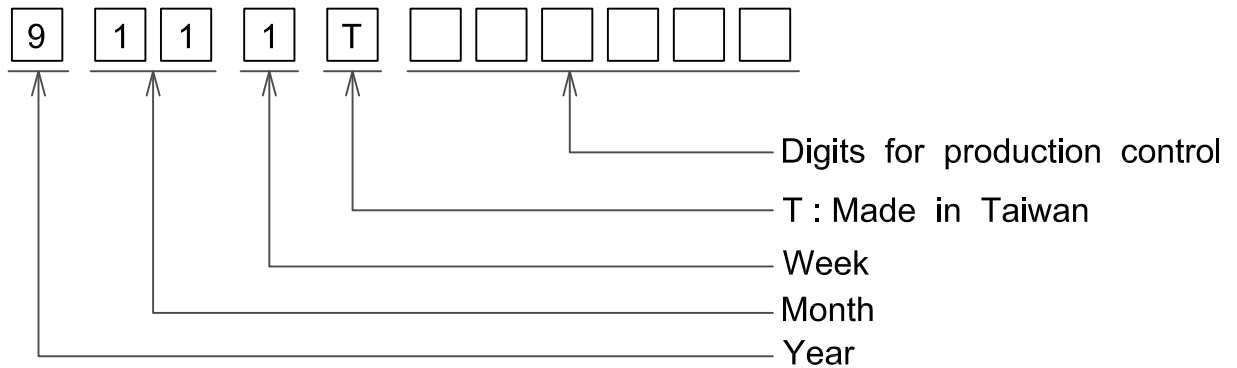 9 1 1 1 T
Digits for production control
T : Made in Taiwan
Week
Month
Year